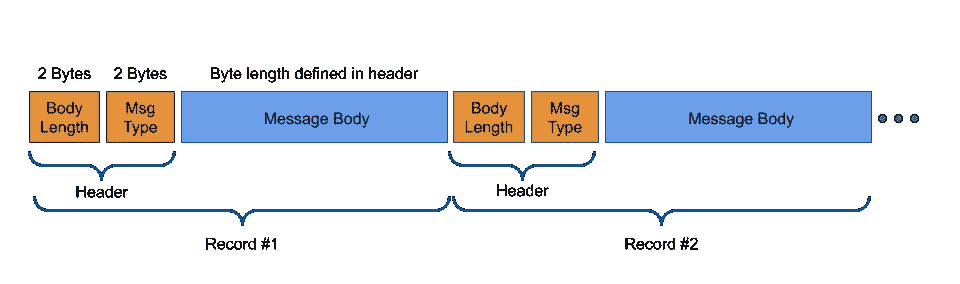 2 Bytes 2 Bytes Byte length defined in header
Body Length
Msg Type
Message Body
Body Length
Msg Type
Message Body
Header
Header
Record #1
Record #2